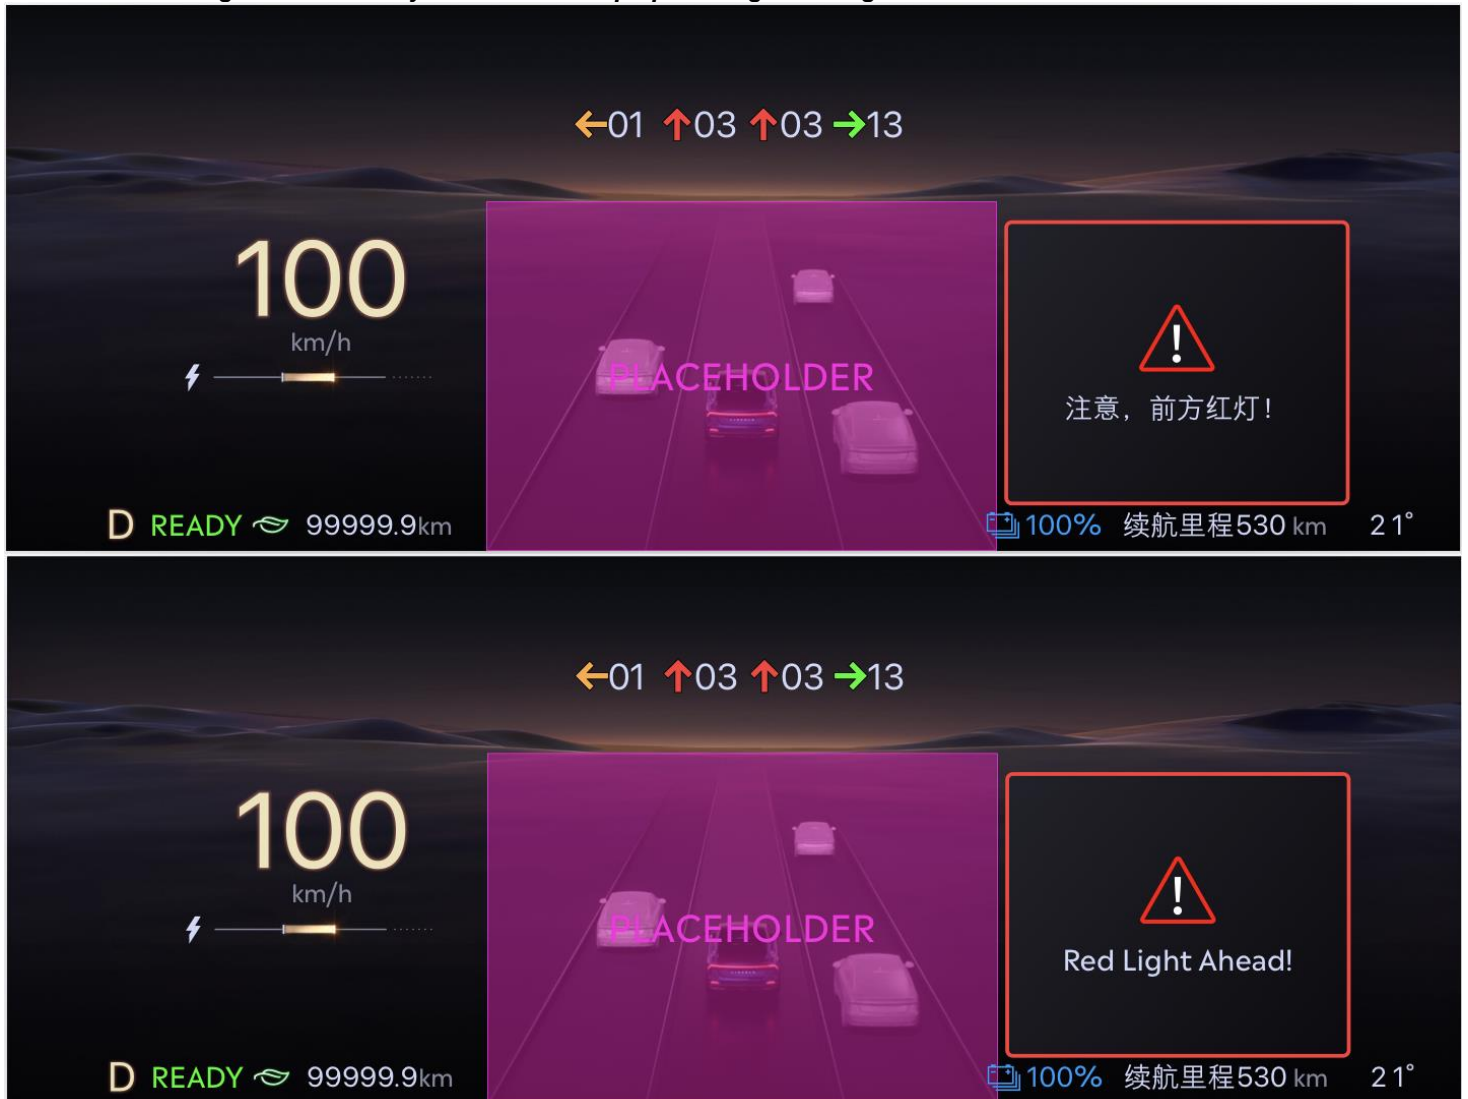 ←01 ↑03 ↑03 →13
100
km/h
PLACEHOLDER
注意，前方红灯！
D READY 99999.9km
100% 续航里程530 km 21°
←01 ↑03 ↑03 →13
100
km/h
PLACEHOLDER
Red Light Ahead!
D READY 99999.9km
100% 续航里程530 km 21°